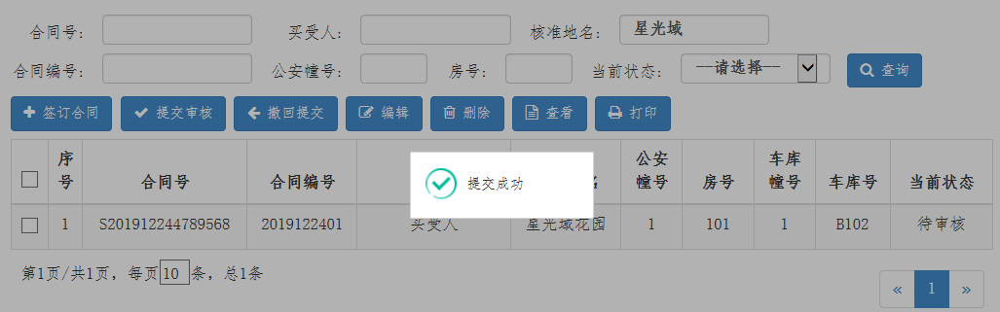 合同号： 买受人： 核准地名： 星光域
合同编号： 公安幢号： 房号： 当前状态： --请选择-- 查询
签订合同 提交审核 撤回提交 编辑 删除 查看 打印
序号 合同号 合同编号 名 公安幢号 房号 车库幢号 车库号 当前状态
提交成功
1 S201912244789568 2019122401 买受人 星光域花园 1 101 1 B102 待审核
第1页/共1页，每页 10 条，总1条
« 1 »